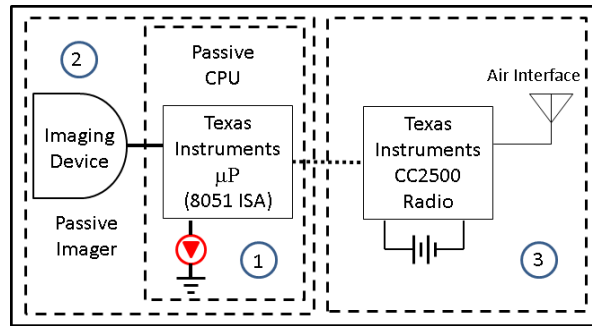 2
Passive
CPU
Imaging
Device
Passive
Imager
Texas
Instruments
µP
(8051 ISA)
1
Air Interface
Texas
Instruments
CC2500
Radio
3